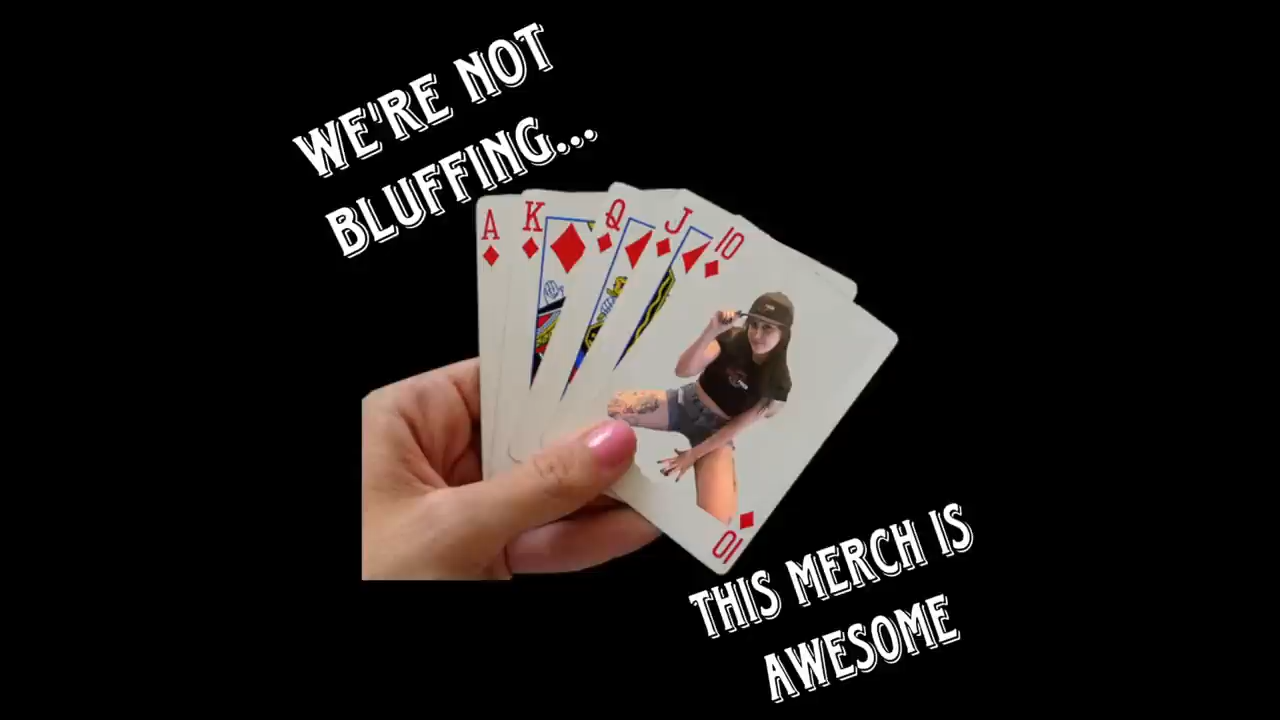 WE'RE NOT
BLUFFING...
A
K
Q
J
10
10
THIS MERCH IS
AWESOME